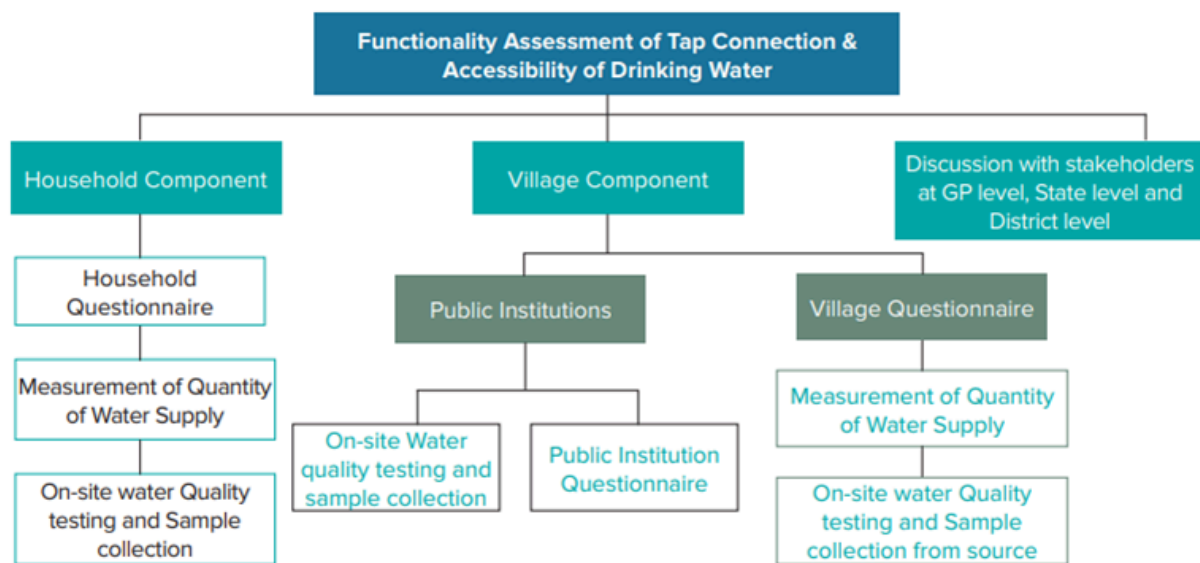 Functionality Assessment of Tap Connection &
Accessibility of Drinking Water
Household Component
Village Component
Discussion with stakeholders
at GP level, State level and
District level
Household
Questionnaire
Measurement of Quantity
of Water Supply
On-site water Quality
testing and Sample
collection
Public Institutions
On-site Water
quality testing and
sample collection
Public Institution
Questionnaire
Village Questionnaire
Measurement of Quantity
of Water Supply
On-site water Quality
testing and Sample
collection from source